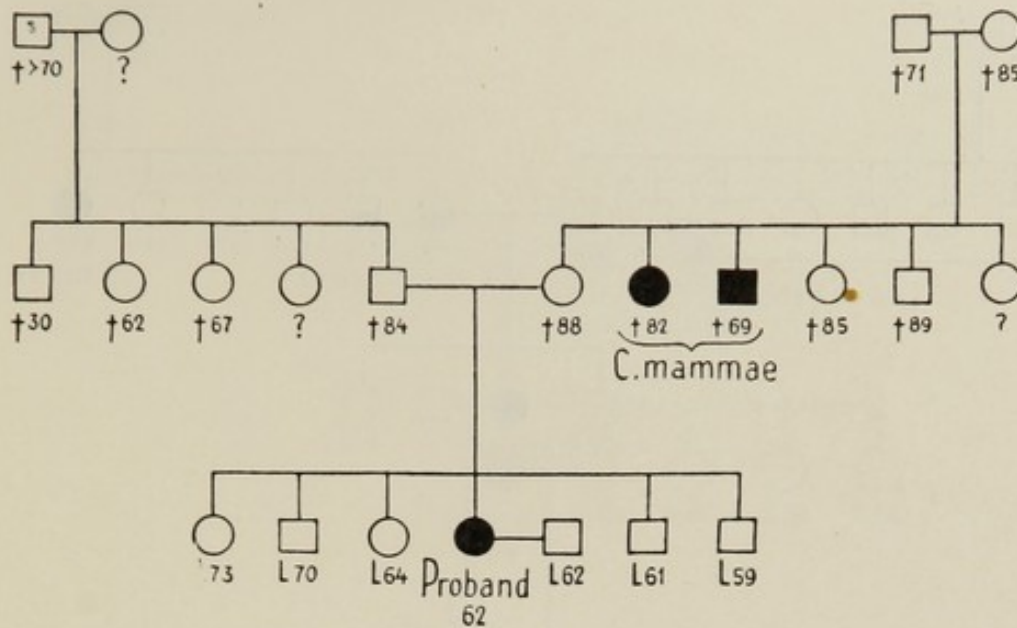 †>70 ? †71 †85
†30 †62 †67 ? †84 †88 †82 †69 †85 †89 ?
C.mammae
73 L70 L64 Proband L62 L61 L59
62